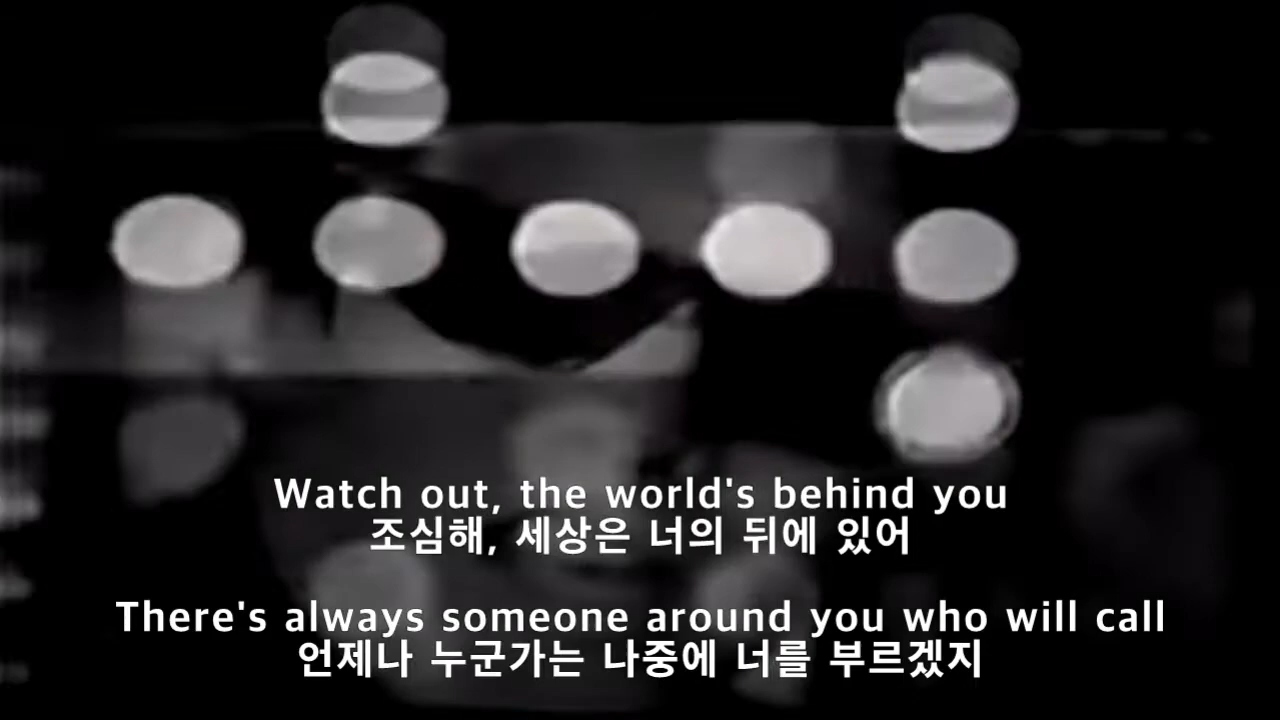 Watch out, the world's behind you
조심해, 세상은 너의 뒤에 있어
There's always someone around you who will call
언제나 누군가는 나중에 너를 부르겠지